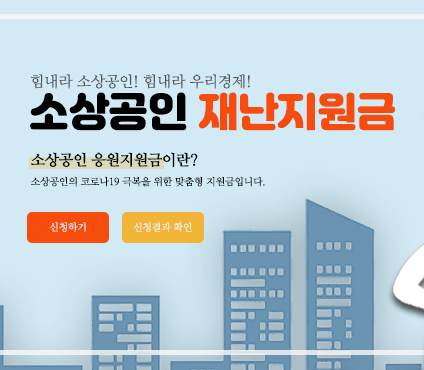 힘내라 소상공인! 힘내라 우리경제!
소상공인 재난지원금
소상공인 응원지원금이란?
소상공인의 코로나19 극복을 위한 맞춤형 지원금입니다.
신청하기 신청결과 확인